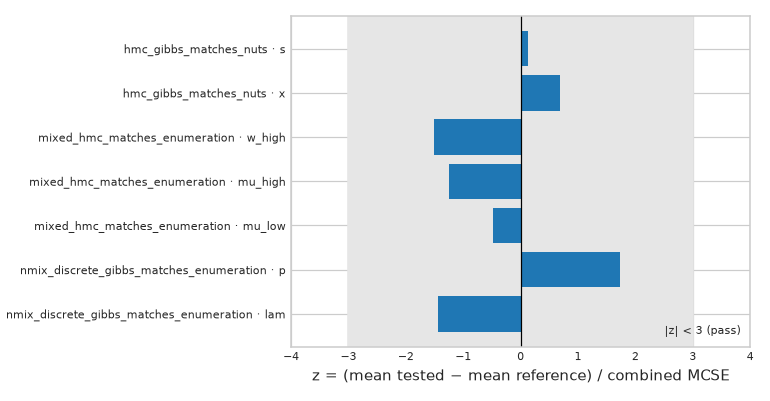 hmc_gibbs_matches_nuts · s
hmc_gibbs_matches_nuts · x
mixed_hmc_matches_enumeration · w_high
mixed_hmc_matches_enumeration · mu_high
mixed_hmc_matches_enumeration · mu_low
nmix_discrete_gibbs_matches_enumeration · p
nmix_discrete_gibbs_matches_enumeration · lam
|z| < 3 (pass)
−4 −3 −2 −1 0 1 2 3 4
z = (mean tested − mean reference) / combined MCSE